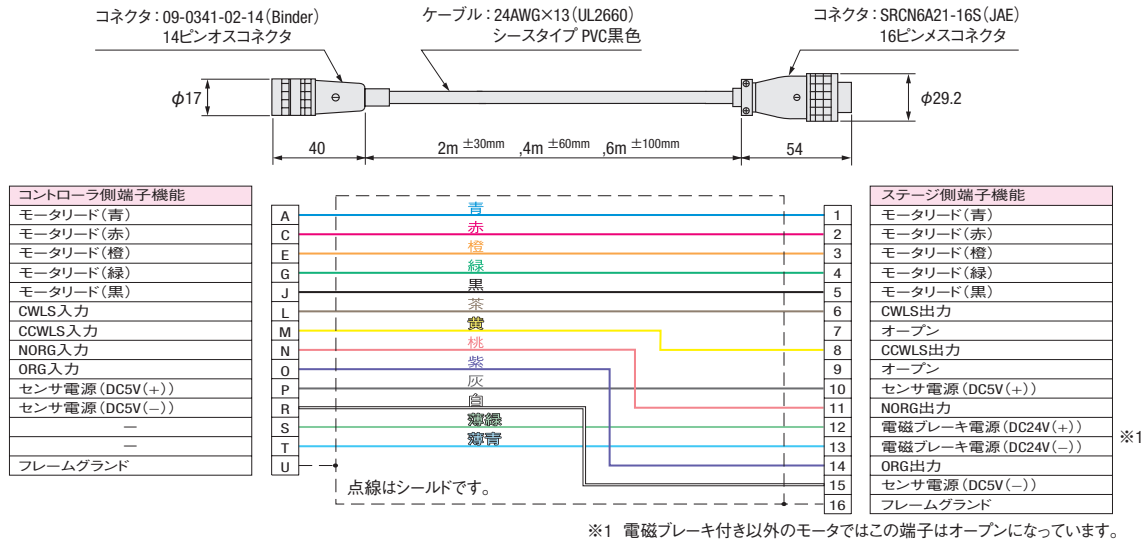 コネクタ：09-0341-02-14（Binder）
14ピンオスコネクタ
ケーブル：24AWG×13（UL2660）
シースタイプ PVC黒色
コネクタ：SRCN6A21-16S（JAE）
16ピンメスコネクタ
φ17
φ29.2
40
2m ±30mm ,4m ±60mm ,6m ±100mm
54
コントローラ側端子機能
モータリード（青）
モータリード（赤）
モータリード（橙）
モータリード（緑）
モータリード（黒）
CWLS入力
CCWLS入力
NORG入力
ORG入力
センサ電源（DC5V（+））
センサ電源（DC5V（−））
—
—
フレームグランド
A
C
E
G
J
L
M
N
O
P
R
S
T
U
青
赤
橙
緑
黒
茶
黄
桃
紫
灰
白
薄緑
薄青
点線はシールドです。
1
2
3
4
5
6
7
8
9
10
11
12
13
14
15
16
ステージ側端子機能
モータリード（青）
モータリード（赤）
モータリード（橙）
モータリード（緑）
モータリード（黒）
CWLS出力
オープン
CCWLS出力
オープン
センサ電源（DC5V（+））
NORG出力
電磁ブレーキ電源（DC24V（+））
電磁ブレーキ電源（DC24V（−））
ORG出力
センサ電源（DC5V（−））
フレームグランド
※1
※1 電磁ブレーキ付き以外のモータではこの端子はオープンになっています。